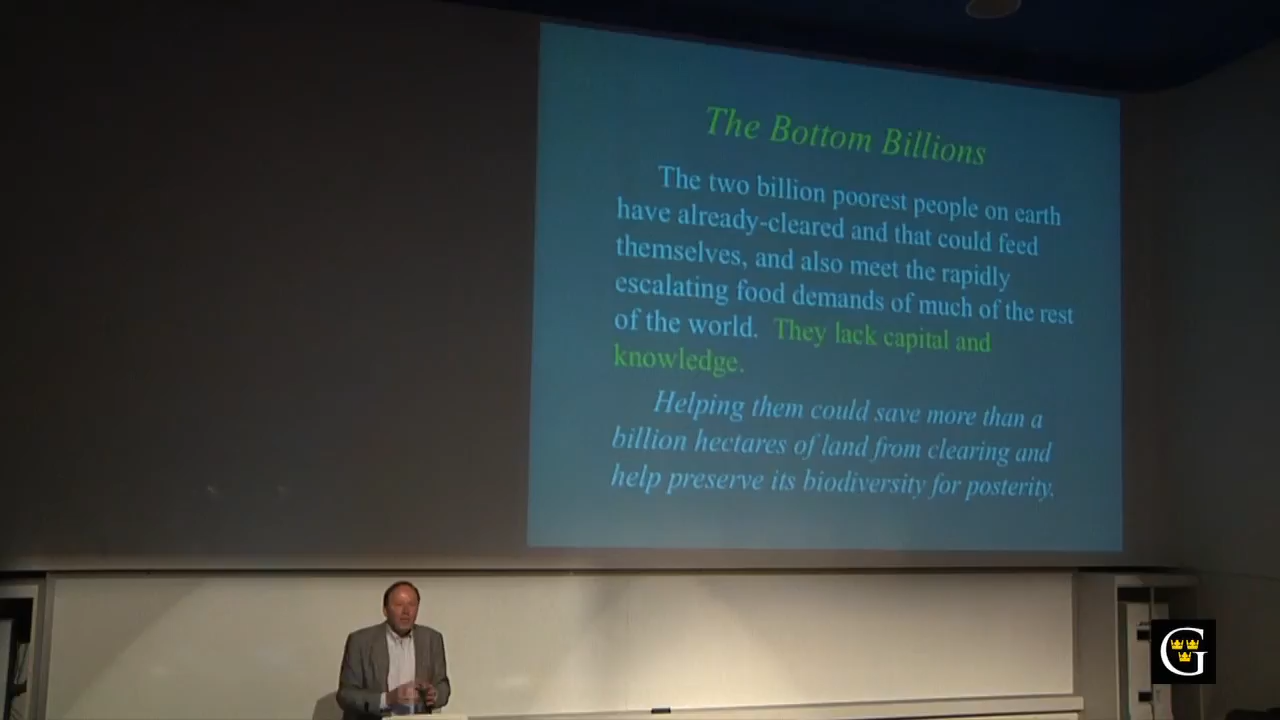 The Bottom Billions
The two billion poorest people on earth
have already-cleared and that could feed
themselves, and also meet the rapidly
escalating food demands of much of the rest
of the world. They lack capital and
knowledge.
Helping them could save more than a
billion hectares of land from clearing and
help preserve its biodiversity for posterity.
G